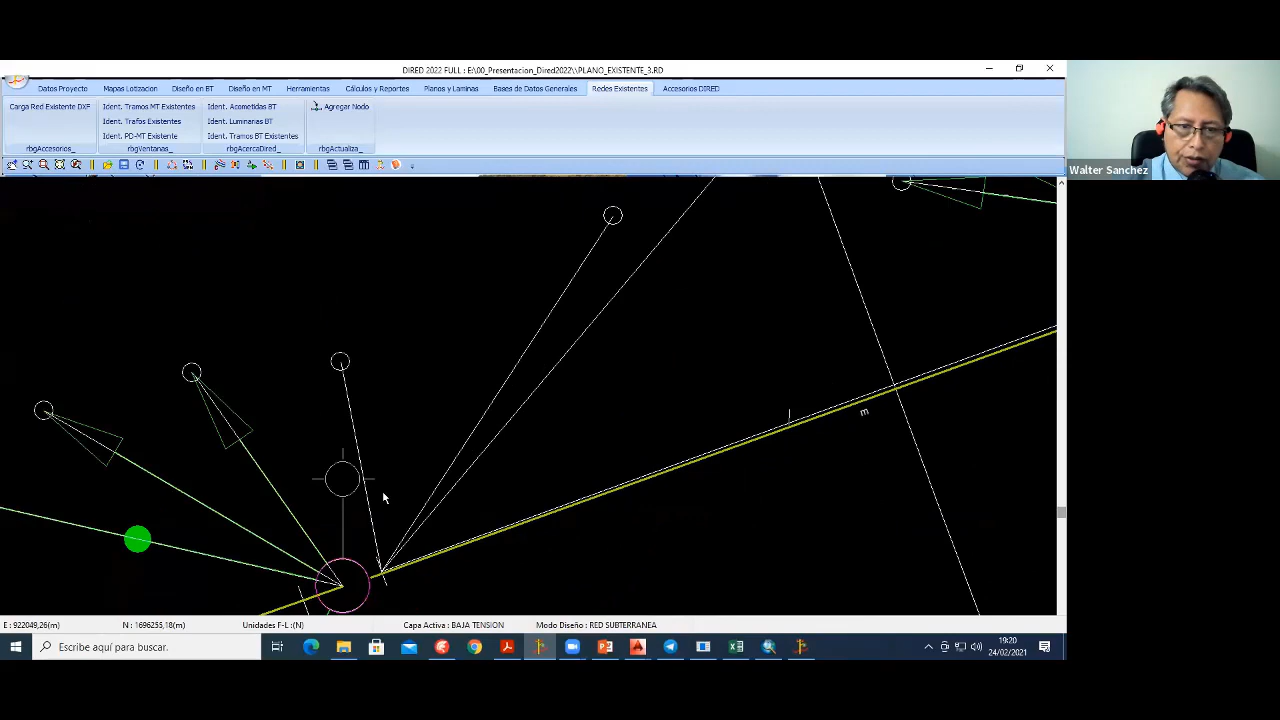 DIRED 2022 FULL : E:\00_Presentacion_Dired2022\\PLANO_EXISTENTE_3.RD
Datos Proyecto Mapas Lotizacion Diseño en BT Diseño en MT Herramientas Cálculos y Reportes Planos y Laminas Bases de Datos Generales Redes Existentes Accesorios DIRED
Carga Red Existente DXF Ident. Tramos MT Existentes Ident. Acometidas BT Agregar Nodo
Ident. Trafos Existentes Ident. Luminarias BT
Ident. PD-MT Existente Ident. Tramos BT Existentes
rbgAccesorios_ rbgVentanas_ rbgAcercaDired_ rbgActualiza_
Walter Sanchez
m
E : 922049,26(m) N : 1696255,18(m) Unidades F-L :(N) Capa Activa : BAJA TENSION Modo Diseño : RED SUBTERRANEA
Escribe aquí para buscar.
19:20
24/02/2021